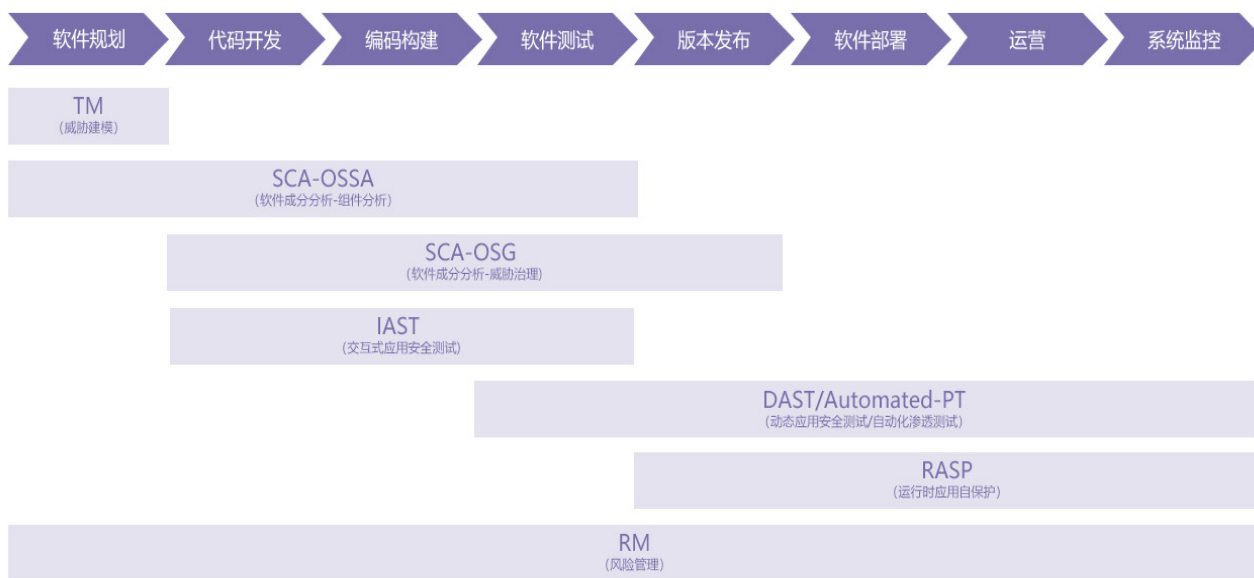 软件规划
代码开发
编码构建
软件测试
版本发布
软件部署
运营
系统监控
TM
(威胁建模)
SCA-OSSA
(软件成分分析-组件分析)
SCA-OSG
(软件成分分析-威胁治理)
IAST
(交互式应用安全测试)
DAST/Automated-PT
(动态应用安全测试/自动化渗透测试)
RASP
(运行时应用自保护)
RM
(风险管理)